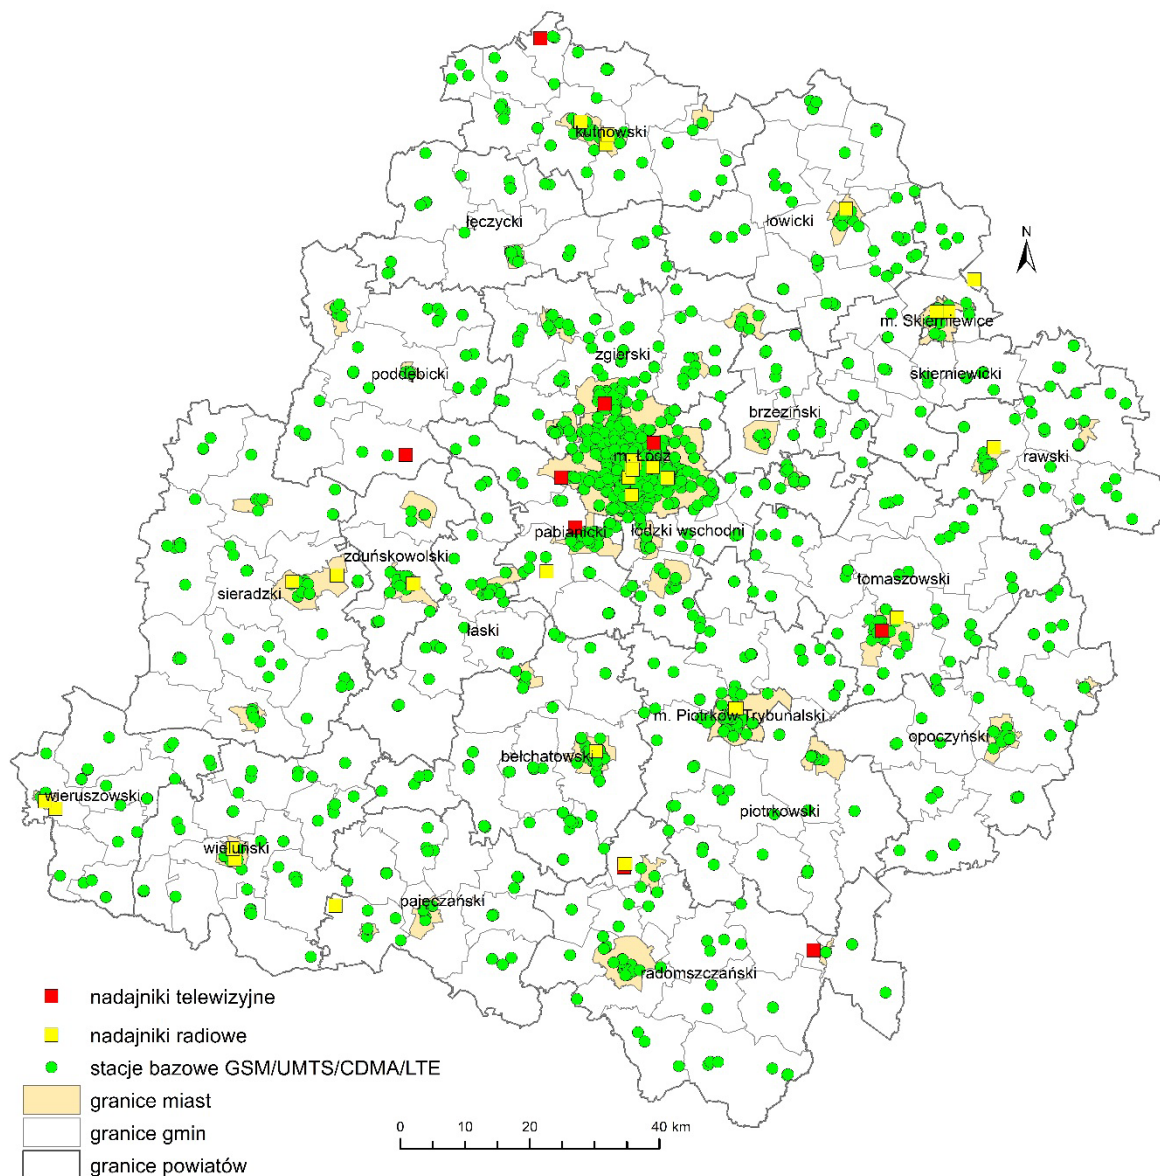 kutnowski
łęczycki
łowicki
N
m. Skierniewice
zgierski
poddębicki
skierniewicki
brzeziński
m. Łódź
rawski
pabianicki
łódzki wschodni
zduńskowolski
tomaszowski
sieradzki
łaski
m. Piotrków Trybunalski
opoczyński
bełchatowski
wieruszowski
piotrkowski
wieluński
pajęczański
radomszczański
nadajniki telewizyjne
nadajniki radiowe
stacje bazowe GSM/UMTS/CDMA/LTE
granice miast
granice gmin
granice powiatów
0 10 20 40 km